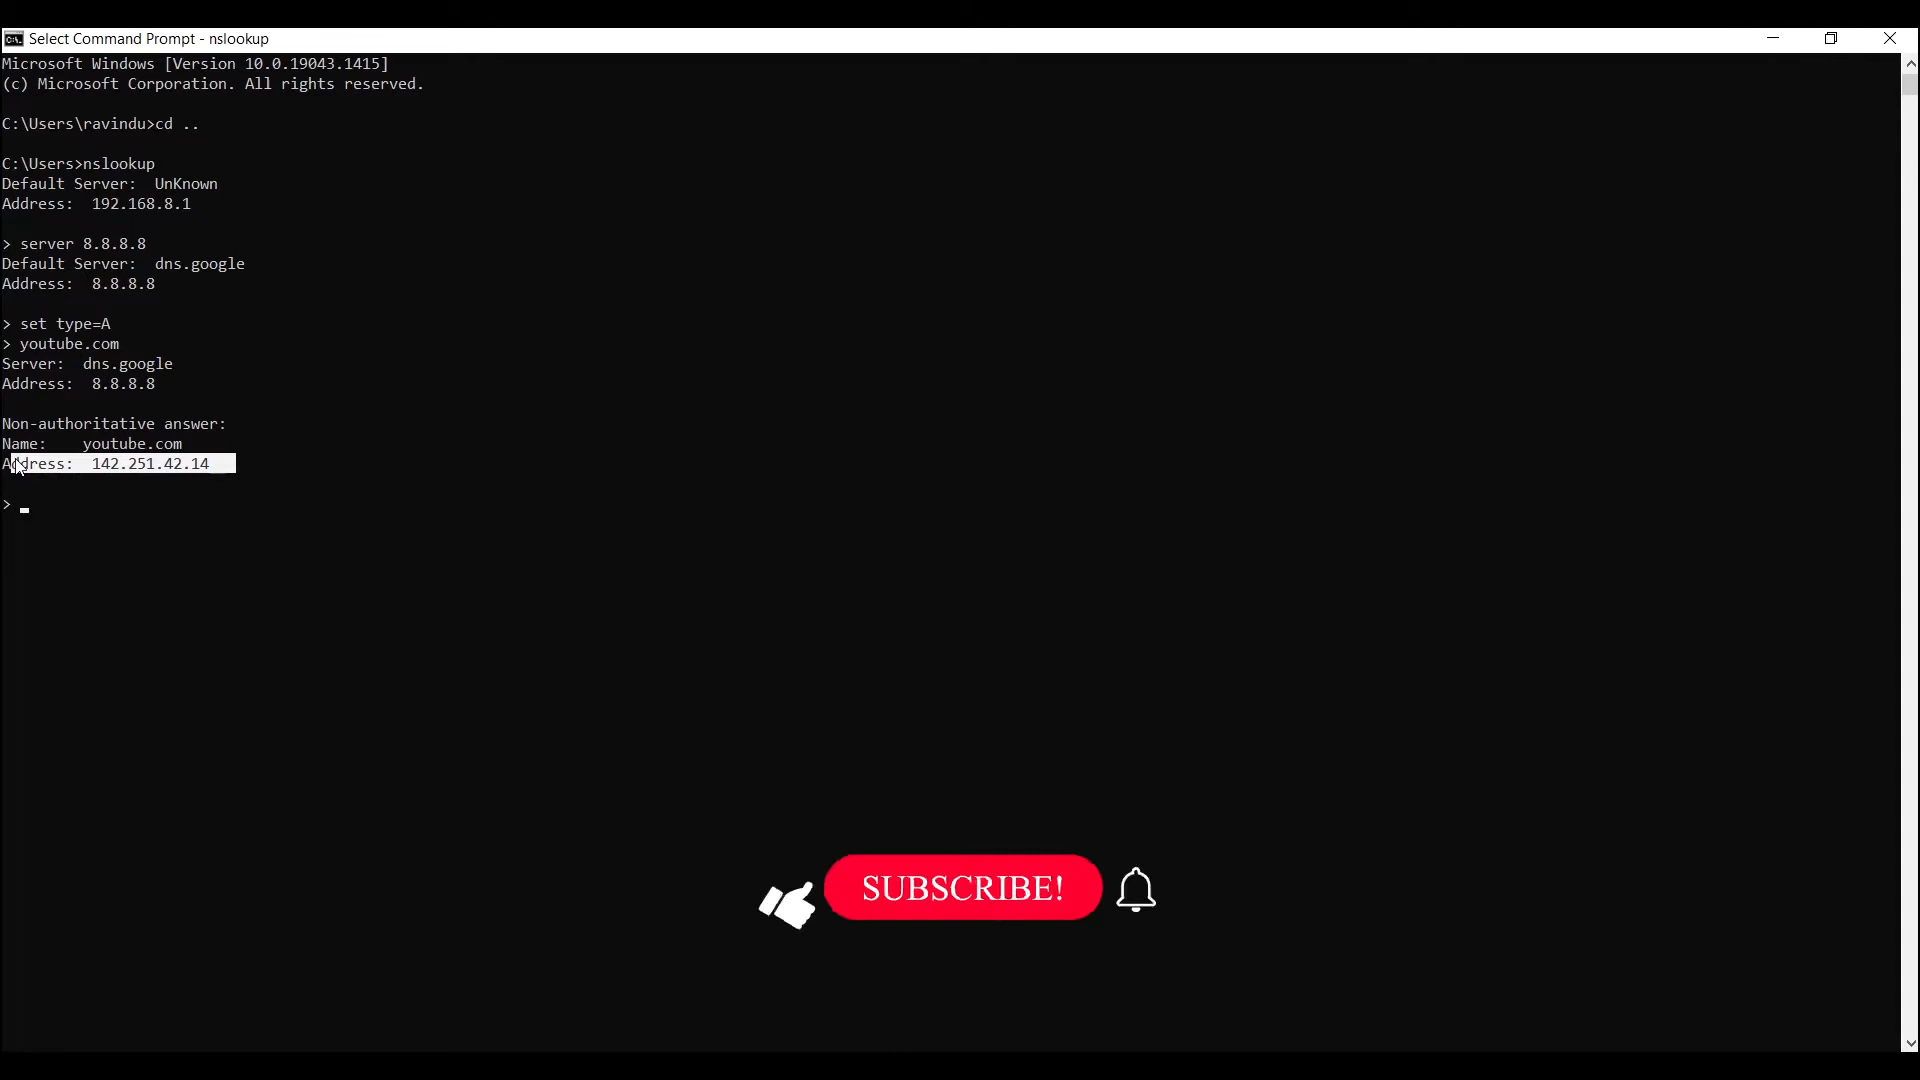 Select Command Prompt - nslookup
Microsoft Windows [Version 10.0.19043.1415]
(c) Microsoft Corporation. All rights reserved.
C:\Users\ravindu>cd ..
C:\Users>nslookup
Default Server:  UnKnown
Address:  192.168.8.1
> server 8.8.8.8
Default Server:  dns.google
Address:  8.8.8.8
> set type=A
> youtube.com
Server:  dns.google
Address:  8.8.8.8
Non-authoritative answer:
Name:    youtube.com
Address:  142.251.42.14
>
SUBSCRIBE!